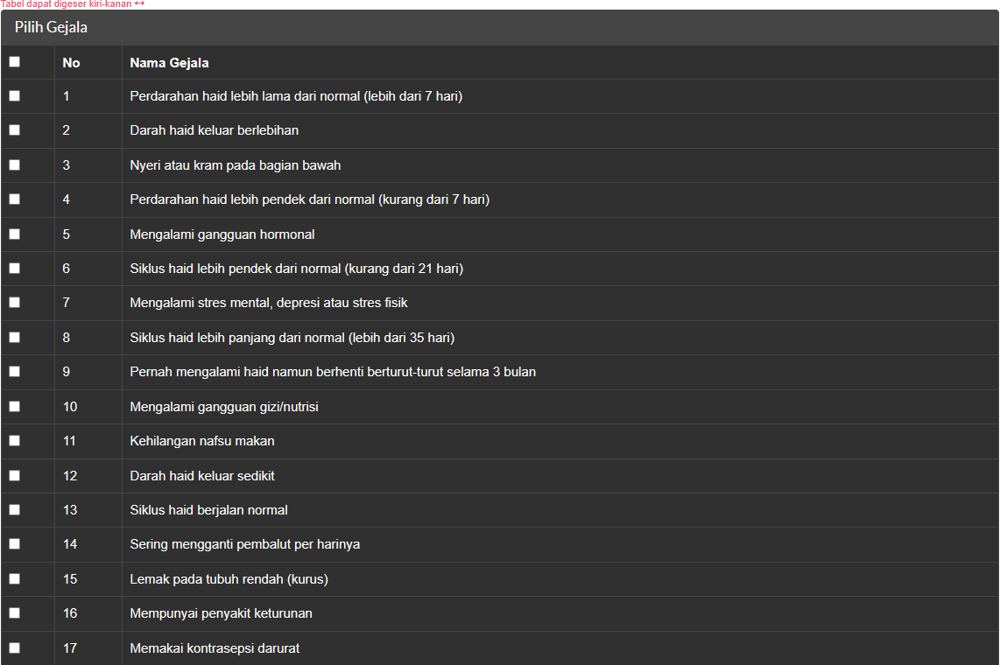 Tabel dapat digeser kiri-kanan ↔
Pilih Gejala
No Nama Gejala
1 Perdarahan haid lebih lama dari normal (lebih dari 7 hari)
2 Darah haid keluar berlebihan
3 Nyeri atau kram pada bagian bawah
4 Perdarahan haid lebih pendek dari normal (kurang dari 7 hari)
5 Mengalami gangguan hormonal
6 Siklus haid lebih pendek dari normal (kurang dari 21 hari)
7 Mengalami stres mental, depresi atau stres fisik
8 Siklus haid lebih panjang dari normal (lebih dari 35 hari)
9 Pernah mengalami haid namun berhenti berturut-turut selama 3 bulan
10 Mengalami gangguan gizi/nutrisi
11 Kehilangan nafsu makan
12 Darah haid keluar sedikit
13 Siklus haid berjalan normal
14 Sering mengganti pembalut per harinya
15 Lemak pada tubuh rendah (kurus)
16 Mempunyai penyakit keturunan
17 Memakai kontrasepsi darurat